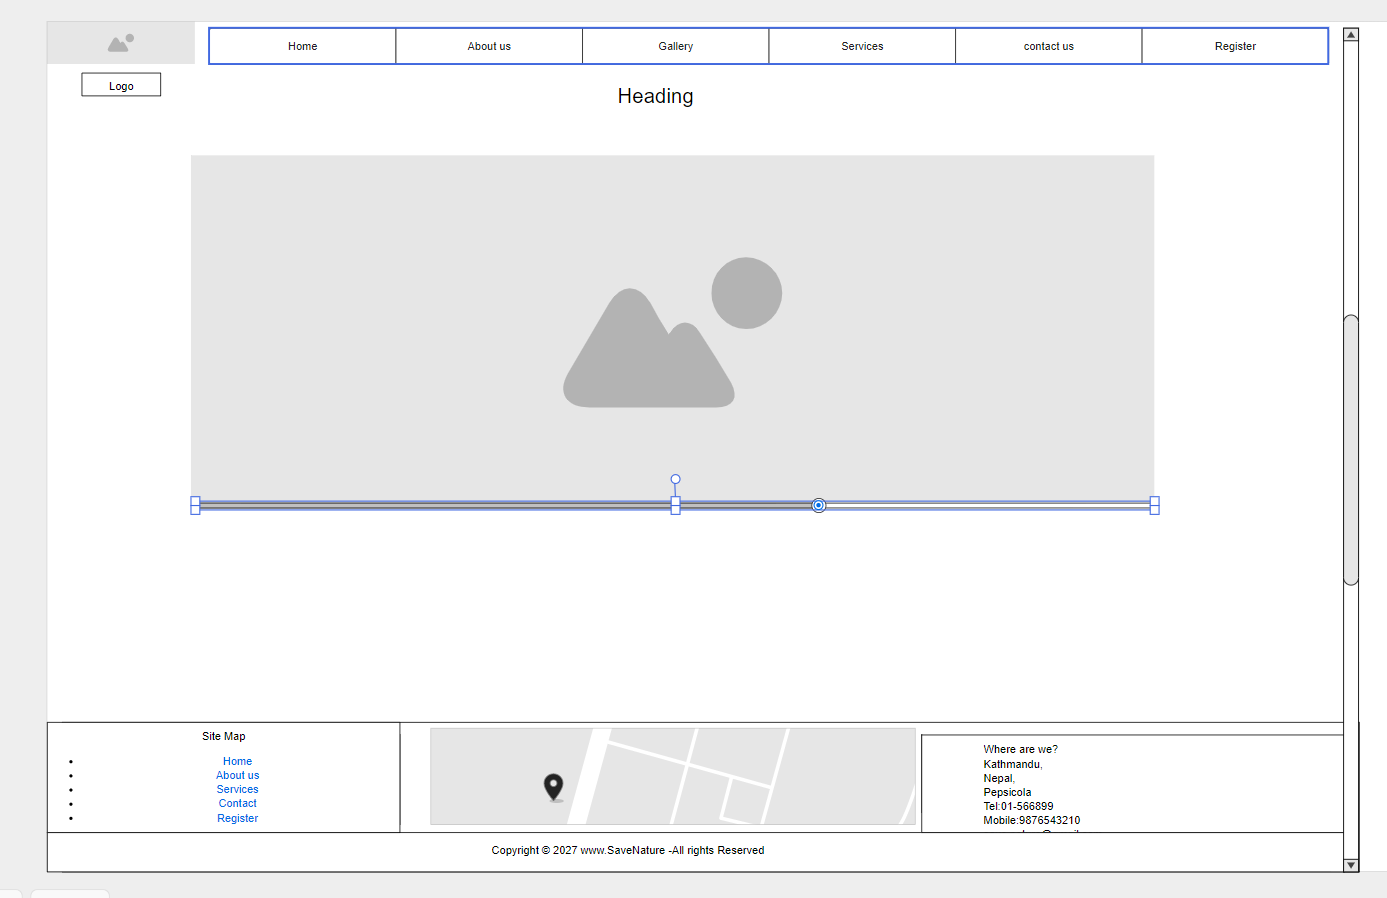 Home About us Gallery Services contact us Register
Logo
Heading
Site Map
Home
About us
Services
Contact
Register
Where are we?
Kathmandu,
Nepal,
Pepsicola
Tel:01-566899
Mobile:9876543210
Copyright © 2027 www.SaveNature -All rights Reserved